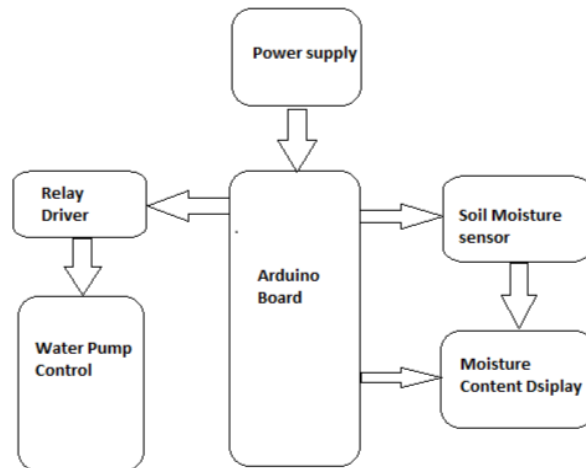 Power supply
Relay
Driver
Soil Moisture
sensor
Arduino
Board
Water Pump
Control
Moisture
Content Dsiplay